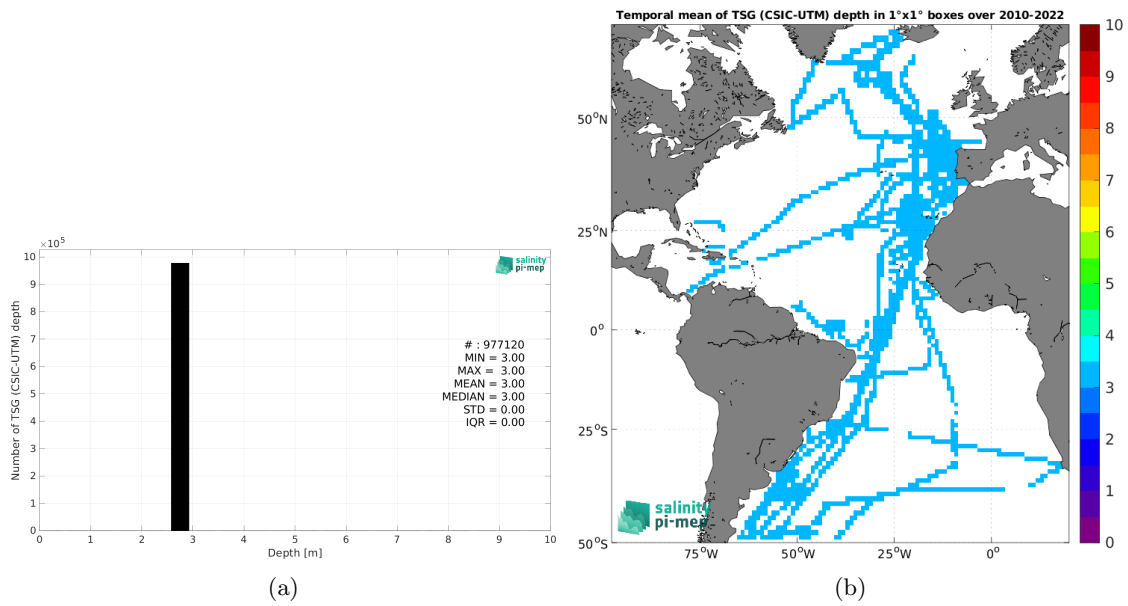 ×10⁵
10
9
8
7
6
5
4
3
2
1
0
Number of TSG (CSIC-UTM) depth
salinity
pi-mep
# : 977120
MIN = 3.00
MAX = 3.00
MEAN = 3.00
MEDIAN = 3.00
STD = 0.00
IQR = 0.00
0 1 2 3 4 5 6 7 8 9 10
Depth [m]
(a)
Temporal mean of TSG (CSIC-UTM) depth in 1°x1° boxes over 2010-2022
50°N
25°N
0°
25°S
50°S
salinity
pi-mep
75°W 50°W 25°W 0°
10
9
8
7
6
5
4
3
2
1
0
(b)